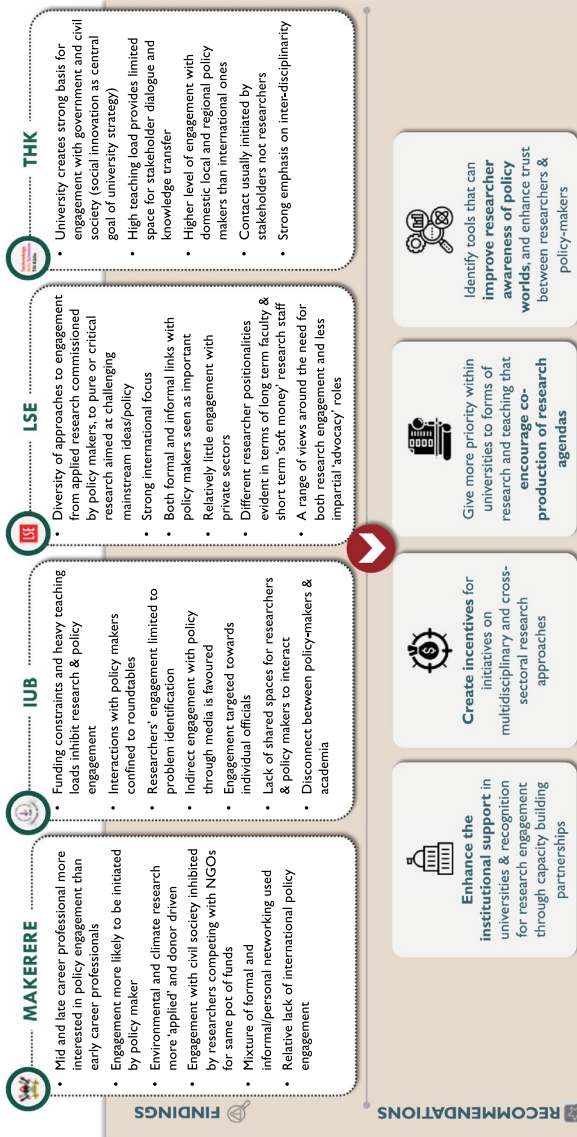 MAKERERE
• Mid and late career professional more
interested in policy engagement than
early career professionals
• Engagement more likely to be initiated
by policy maker
• Environmental and climate research
more 'applied' and donor driven
• Engagement with civil society inhibited
by researchers competing with NGOs
for same pot of funds
• Mixture of formal and
informal/personal networking used
• Relative lack of international policy
engagement
IUB
• Funding constraints and heavy teaching
loads inhibit research & policy
engagement
• Interactions with policy makers
confined to roundtables
• Researchers' engagement limited to
problem identification
• Indirect engagement with policy
through media is favoured
• Engagement targeted towards
individual officials
• Lack of shared spaces for researchers
& policy makers to interact
• Disconnect between policy-makers &
academia
LSE
LSE
• Diversity of approaches to engagement
from applied research commissioned
by policy makers, to pure or critical
research aimed at challenging
mainstream ideas/policy
• Strong international focus
• Both formal and informal links with
policy makers seen as important
• Relatively little engagement with
private sectors
• Different researcher positionalities
evident in terms of long term faculty &
short term 'soft money' research staff
• A range of views around the need for
both research engagement and less
impartial 'advocacy' roles
THK
• University creates strong basis for
engagement with government and civil
society (social innovation as central
goal of university strategy)
• High teaching load provides limited
space for stakeholder dialogue and
knowledge transfer
• Higher level of engagement with
domestic local and regional policy
makers than international ones
• Contact usually initiated by
stakeholders not researchers
• Strong emphasis on inter-disciplinarity
FINDINGS
RECOMMENDATIONS
Enhance the
institutional support in
universities & recognition
for research engagement
through capacity building
partnerships
Create incentives for
initiatives on
multidisciplinary and cross-
sectoral research
approaches
Give more priority within
universities to forms of
research and teaching that
encourage co-
production of research
agendas
Identify tools that can
improve researcher
awareness of policy
worlds, and enhance trust
between researchers &
policy-makers